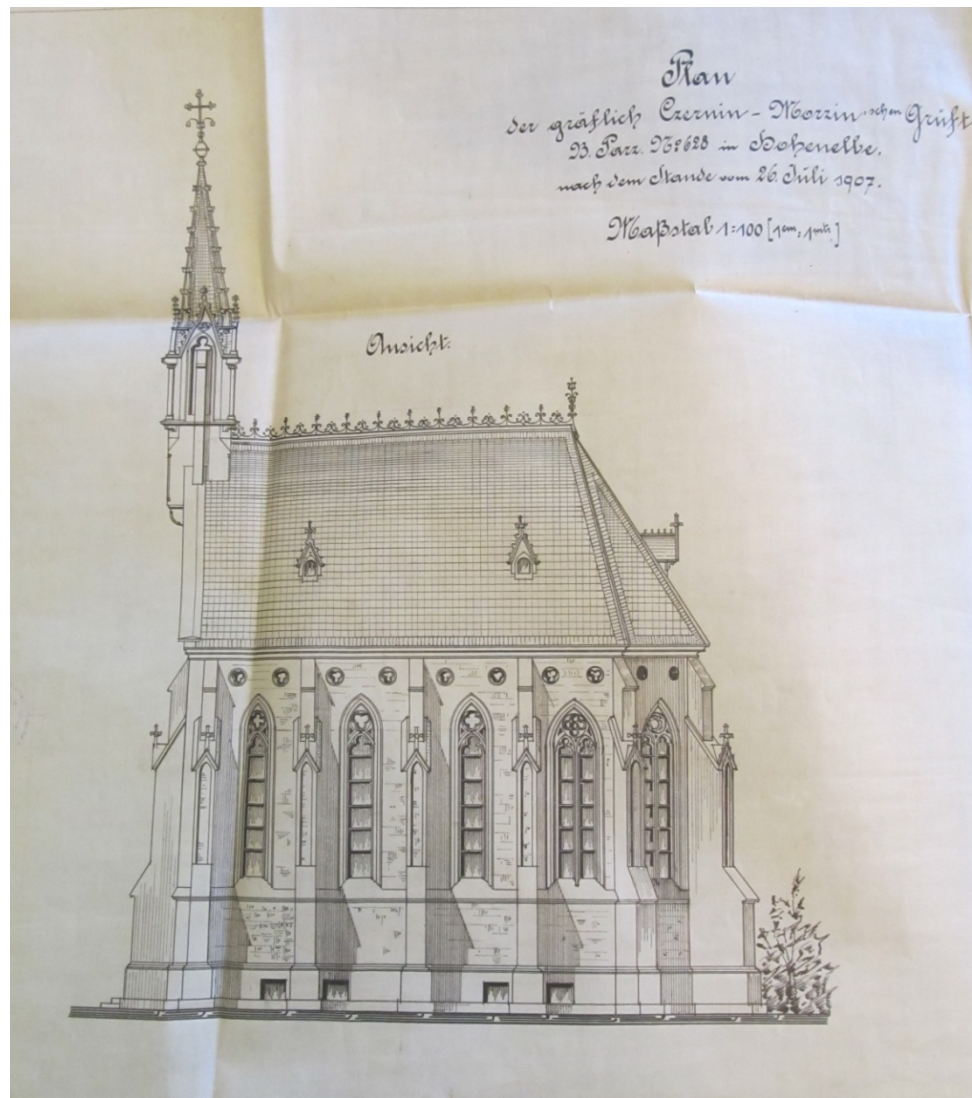 Plan
der gräflich Czernin-Morzin'schen Gruft
B. Parz. Nº 628 in Hohenelbe,
nach dem Stande vom 26. Juli 1907.
Maßstab 1:100 [1cm = 1mtr.]
Ansicht: